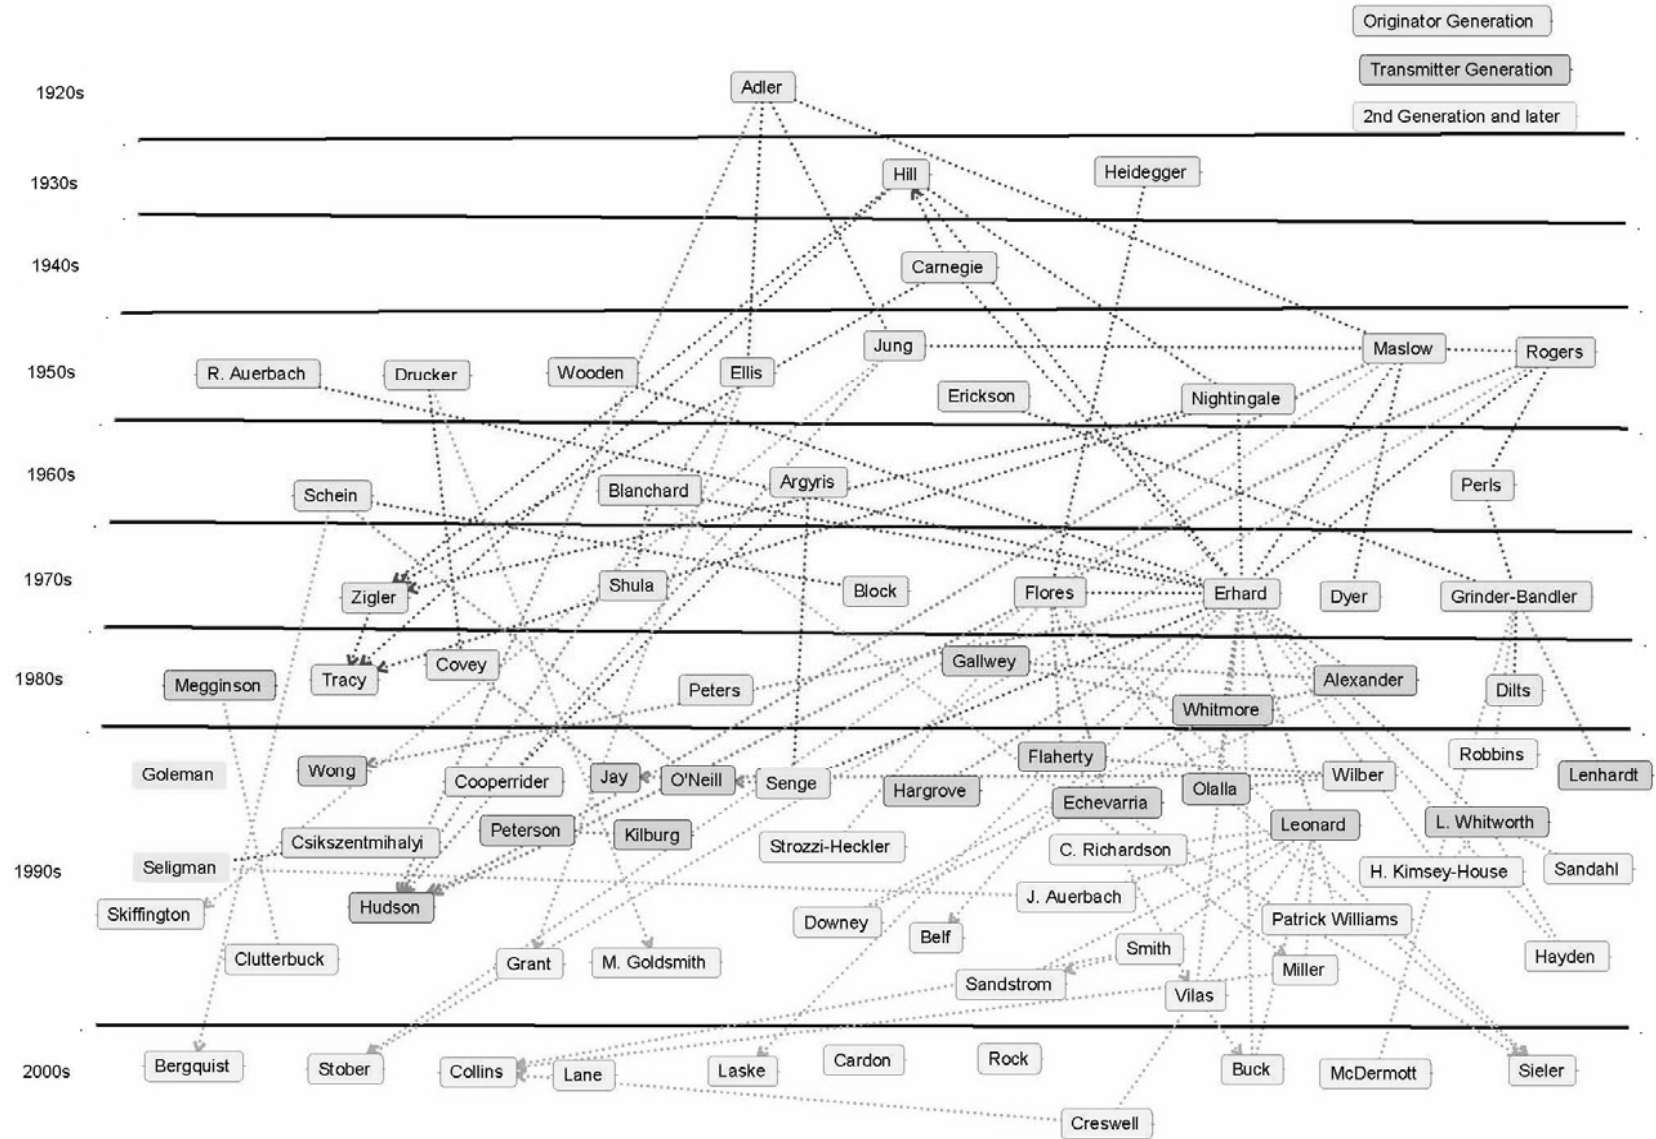 Originator Generation
Transmitter Generation
2nd Generation and later
1920s
Adler
1930s
Hill
Heidegger
1940s
Carnegie
1950s
R. Auerbach
Drucker
Wooden
Ellis
Jung
Erickson
Nightingale
Maslow
Rogers
1960s
Schein
Blanchard
Argyris
Perls
1970s
Zigler
Shula
Block
Flores
Erhard
Dyer
Grinder-Bandler
1980s
Megginson
Tracy
Covey
Peters
Gallwey
Whitmore
Alexander
Dilts
1990s
Goleman
Wong
Cooperrider
Jay
O'Neill
Senge
Hargrove
Flaherty
Echevarria
Olalla
Wilber
Robbins
Lenhardt
Seligman
Csikszentmihalyi
Peterson
Kilburg
Strozzi-Heckler
C. Richardson
Leonard
L. Whitworth
H. Kimsey-House
Sandahl
Skiffington
Hudson
J. Auerbach
Downey
Belf
Patrick Williams
Clutterbuck
Grant
M. Goldsmith
Smith
Sandstrom
Vilas
Miller
Hayden
2000s
Bergquist
Stober
Collins
Lane
Laske
Cardon
Rock
Buck
McDermott
Sieler
Creswell